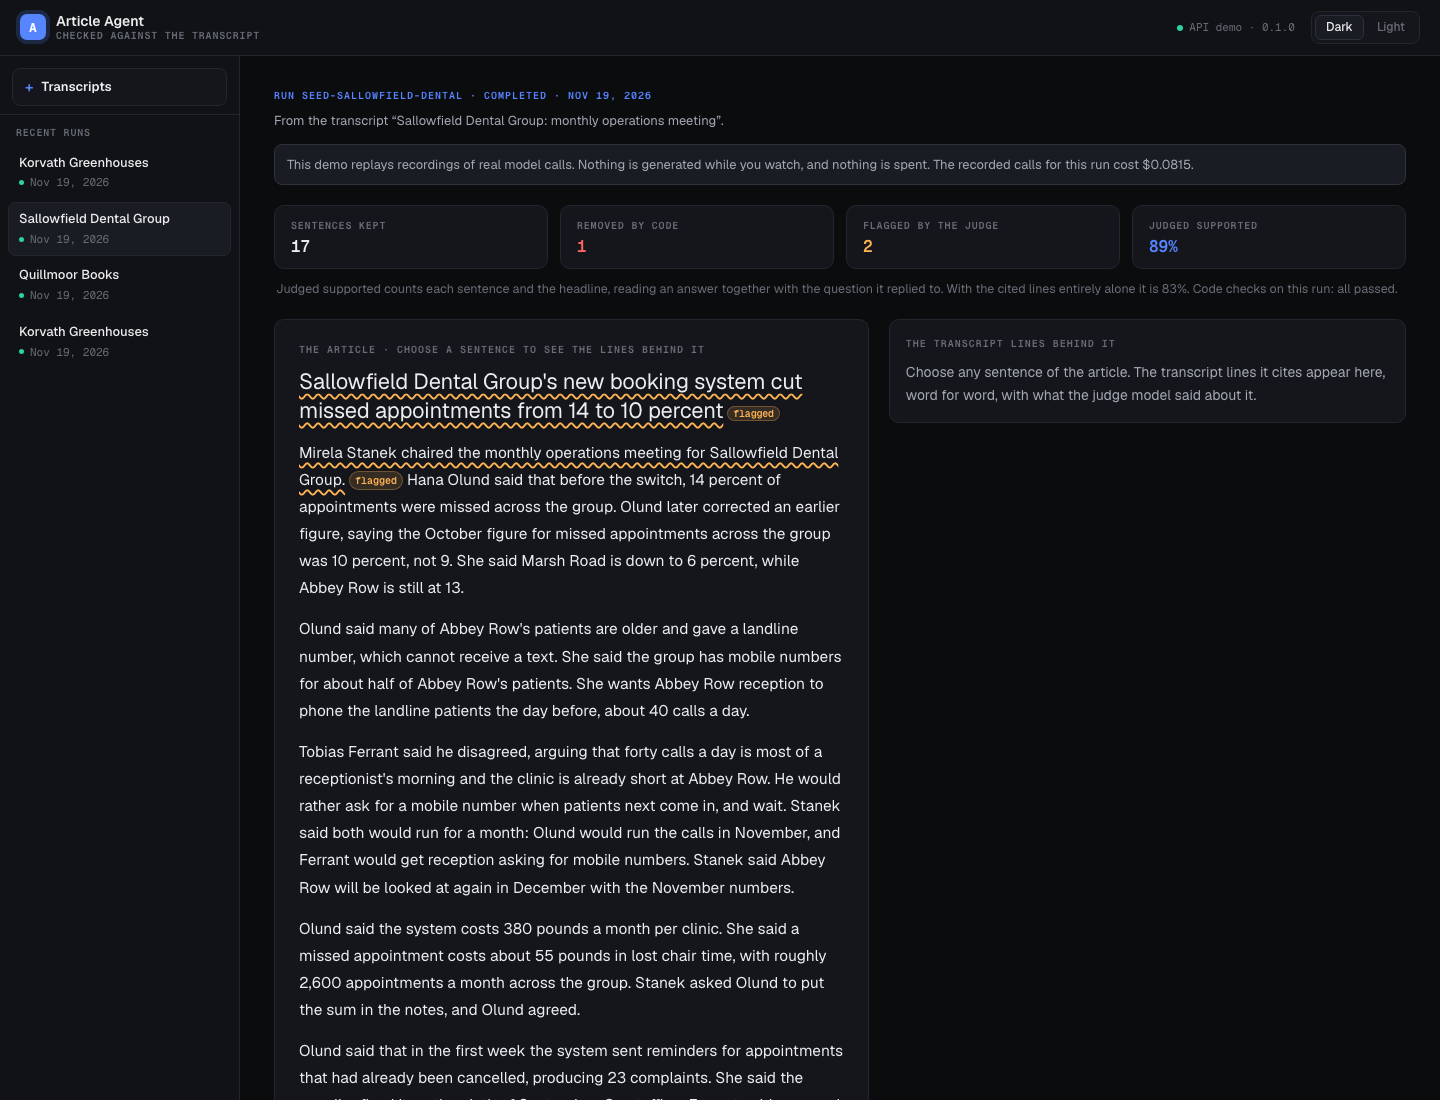 A
Article Agent
CHECKED AGAINST THE TRANSCRIPT
API demo · 0.1.0
Dark
Light
+ Transcripts
RECENT RUNS
Korvath Greenhouses
Nov 19, 2026
Sallowfield Dental Group
Nov 19, 2026
Quillmoor Books
Nov 19, 2026
Korvath Greenhouses
Nov 19, 2026
RUN SEED-SALLOWFIELD-DENTAL · COMPLETED · NOV 19, 2026
From the transcript “Sallowfield Dental Group: monthly operations meeting”.
This demo replays recordings of real model calls. Nothing is generated while you watch, and nothing is spent. The recorded calls for this run cost $0.0815.
SENTENCES KEPT
17
REMOVED BY CODE
1
FLAGGED BY THE JUDGE
2
JUDGED SUPPORTED
89%
Judged supported counts each sentence and the headline, reading an answer together with the question it replied to. With the cited lines entirely alone it is 83%. Code checks on this run: all passed.
THE ARTICLE · CHOOSE A SENTENCE TO SEE THE LINES BEHIND IT
Sallowfield Dental Group's new booking system cut
missed appointments from 14 to 10 percent flagged
Mirela Stanek chaired the monthly operations meeting for Sallowfield Dental
Group. flagged Hana Olund said that before the switch, 14 percent of
appointments were missed across the group. Olund later corrected an earlier
figure, saying the October figure for missed appointments across the group
was 10 percent, not 9. She said Marsh Road is down to 6 percent, while
Abbey Row is still at 13.
Olund said many of Abbey Row's patients are older and gave a landline
number, which cannot receive a text. She said the group has mobile numbers
for about half of Abbey Row's patients. She wants Abbey Row reception to
phone the landline patients the day before, about 40 calls a day.
Tobias Ferrant said he disagreed, arguing that forty calls a day is most of a
receptionist's morning and the clinic is already short at Abbey Row. He would
rather ask for a mobile number when patients next come in, and wait. Stanek
said both would run for a month: Olund would run the calls in November, and
Ferrant would get reception asking for mobile numbers. Stanek said Abbey
Row will be looked at again in December with the November numbers.
Olund said the system costs 380 pounds a month per clinic. She said a
missed appointment costs about 55 pounds in lost chair time, with roughly
2,600 appointments a month across the group. Stanek asked Olund to put
the sum in the notes, and Olund agreed.
Olund said that in the first week the system sent reminders for appointments
that had already been cancelled, producing 23 complaints. She said the
THE TRANSCRIPT LINES BEHIND IT
Choose any sentence of the article. The transcript lines it cites appear here,
word for word, with what the judge model said about it.